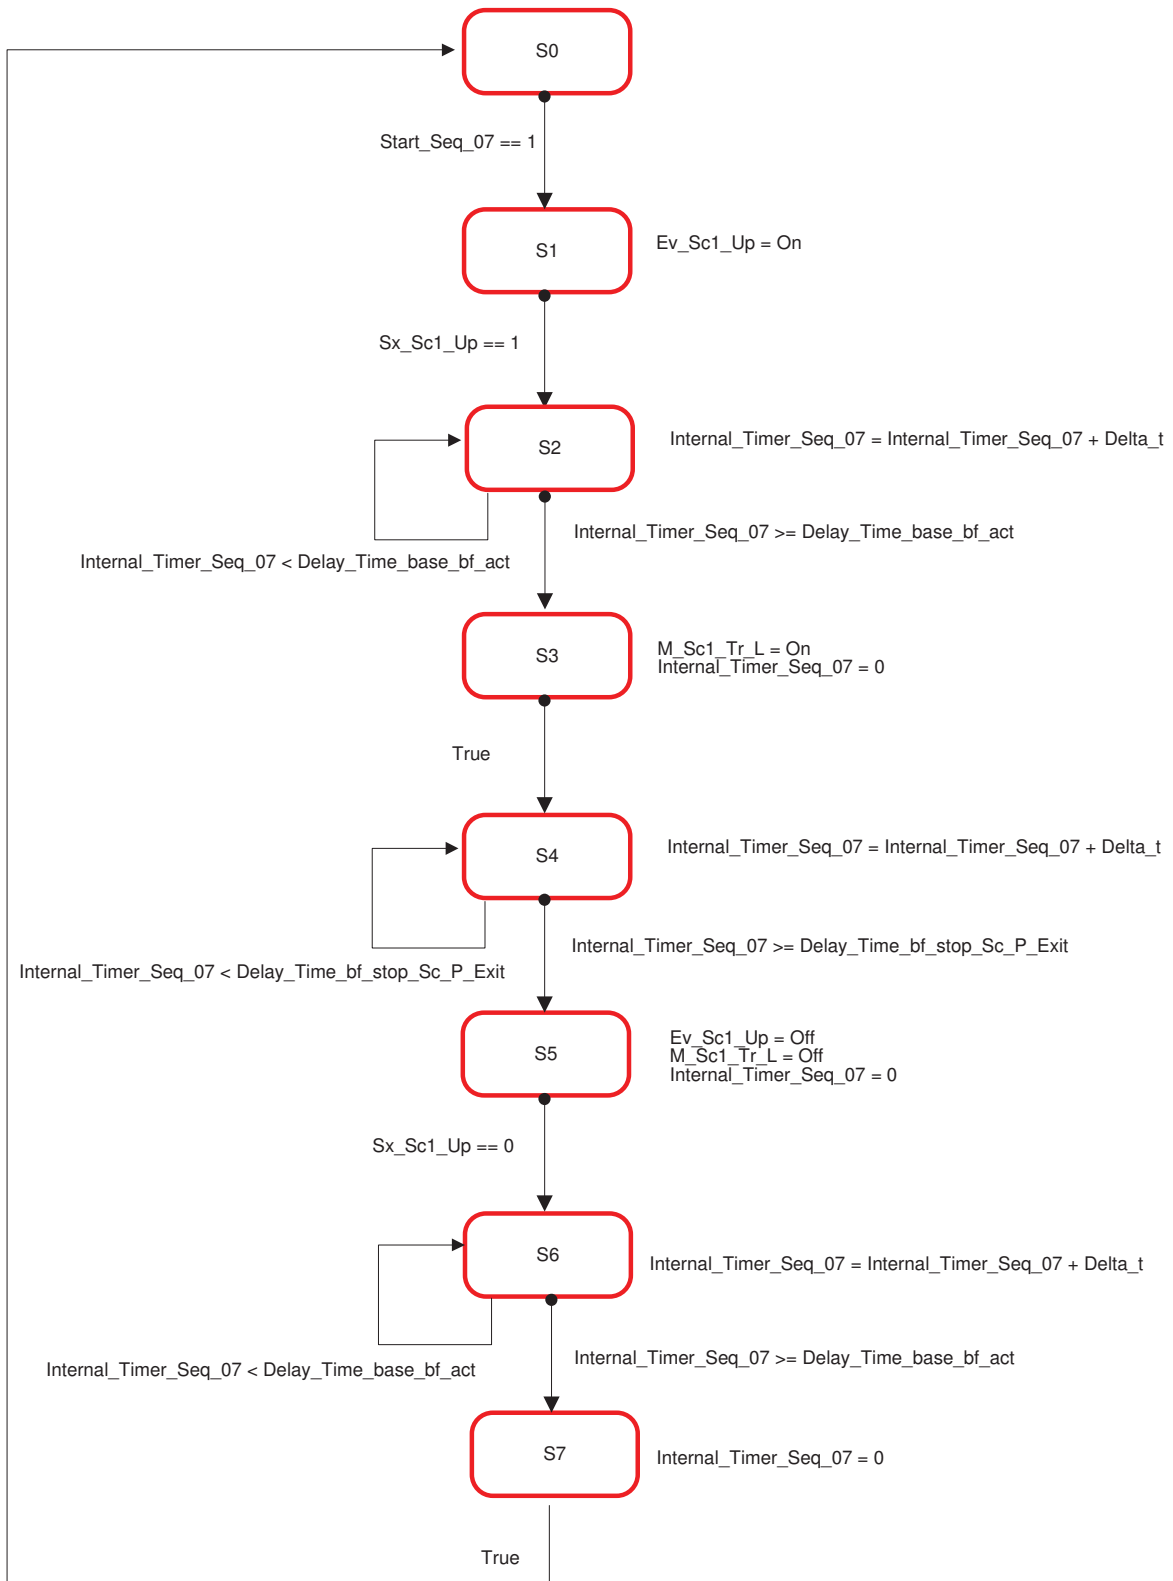 S0
Start_Seq_07 == 1
S1
Ev_Sc1_Up = On
Sx_Sc1_Up == 1
S2
Internal_Timer_Seq_07 = Internal_Timer_Seq_07 + Delta_t
Internal_Timer_Seq_07 >= Delay_Time_base_bf_act
Internal_Timer_Seq_07 < Delay_Time_base_bf_act
S3
M_Sc1_Tr_L = On
Internal_Timer_Seq_07 = 0
True
S4
Internal_Timer_Seq_07 = Internal_Timer_Seq_07 + Delta_t
Internal_Timer_Seq_07 >= Delay_Time_bf_stop_Sc_P_Exit
Internal_Timer_Seq_07 < Delay_Time_bf_stop_Sc_P_Exit
S5
Ev_Sc1_Up = Off
M_Sc1_Tr_L = Off
Internal_Timer_Seq_07 = 0
Sx_Sc1_Up == 0
S6
Internal_Timer_Seq_07 = Internal_Timer_Seq_07 + Delta_t
Internal_Timer_Seq_07 >= Delay_Time_base_bf_act
Internal_Timer_Seq_07 < Delay_Time_base_bf_act
S7
Internal_Timer_Seq_07 = 0
True